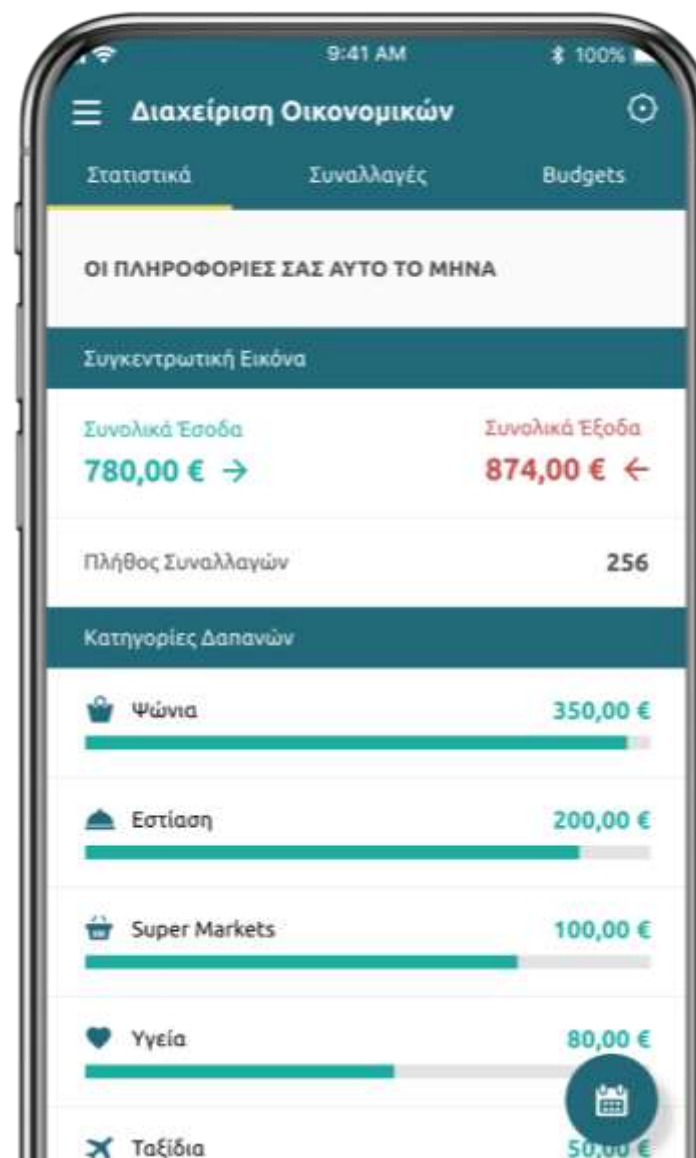 9:41 AM 100%
Διαχείριση Οικονομικών
Στατιστικά Συναλλαγές Budgets
ΟΙ ΠΛΗΡΟΦΟΡΙΕΣ ΣΑΣ ΑΥΤΟ ΤΟ ΜΗΝΑ
Συγκεντρωτική Εικόνα
Συνολικά Έσοδα Συνολικά Έξοδα
780,00 € → 874,00 € ←
Πλήθος Συναλλαγών 256
Κατηγορίες Δαπανών
Ψώνια 350,00 €
Εστίαση 200,00 €
Super Markets 100,00 €
Υγεία 80,00 €
Ταξίδια 50,00 €